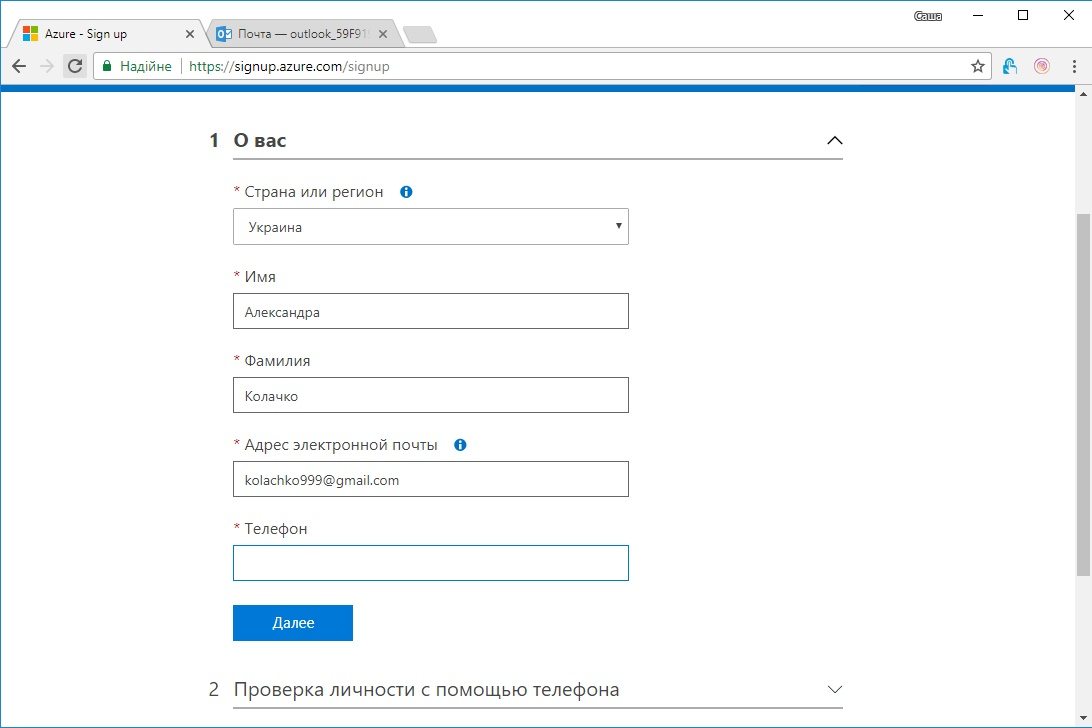 Саша
Azure - Sign up
Почта — outlook_59F91
Надійне
https://signup.azure.com/signup
1 О вас
* Страна или регион
Украина
* Имя
Александра
* Фамилия
Колачко
* Адрес электронной почты
kolachko999@gmail.com
* Телефон
Далее
2 Проверка личности с помощью телефона